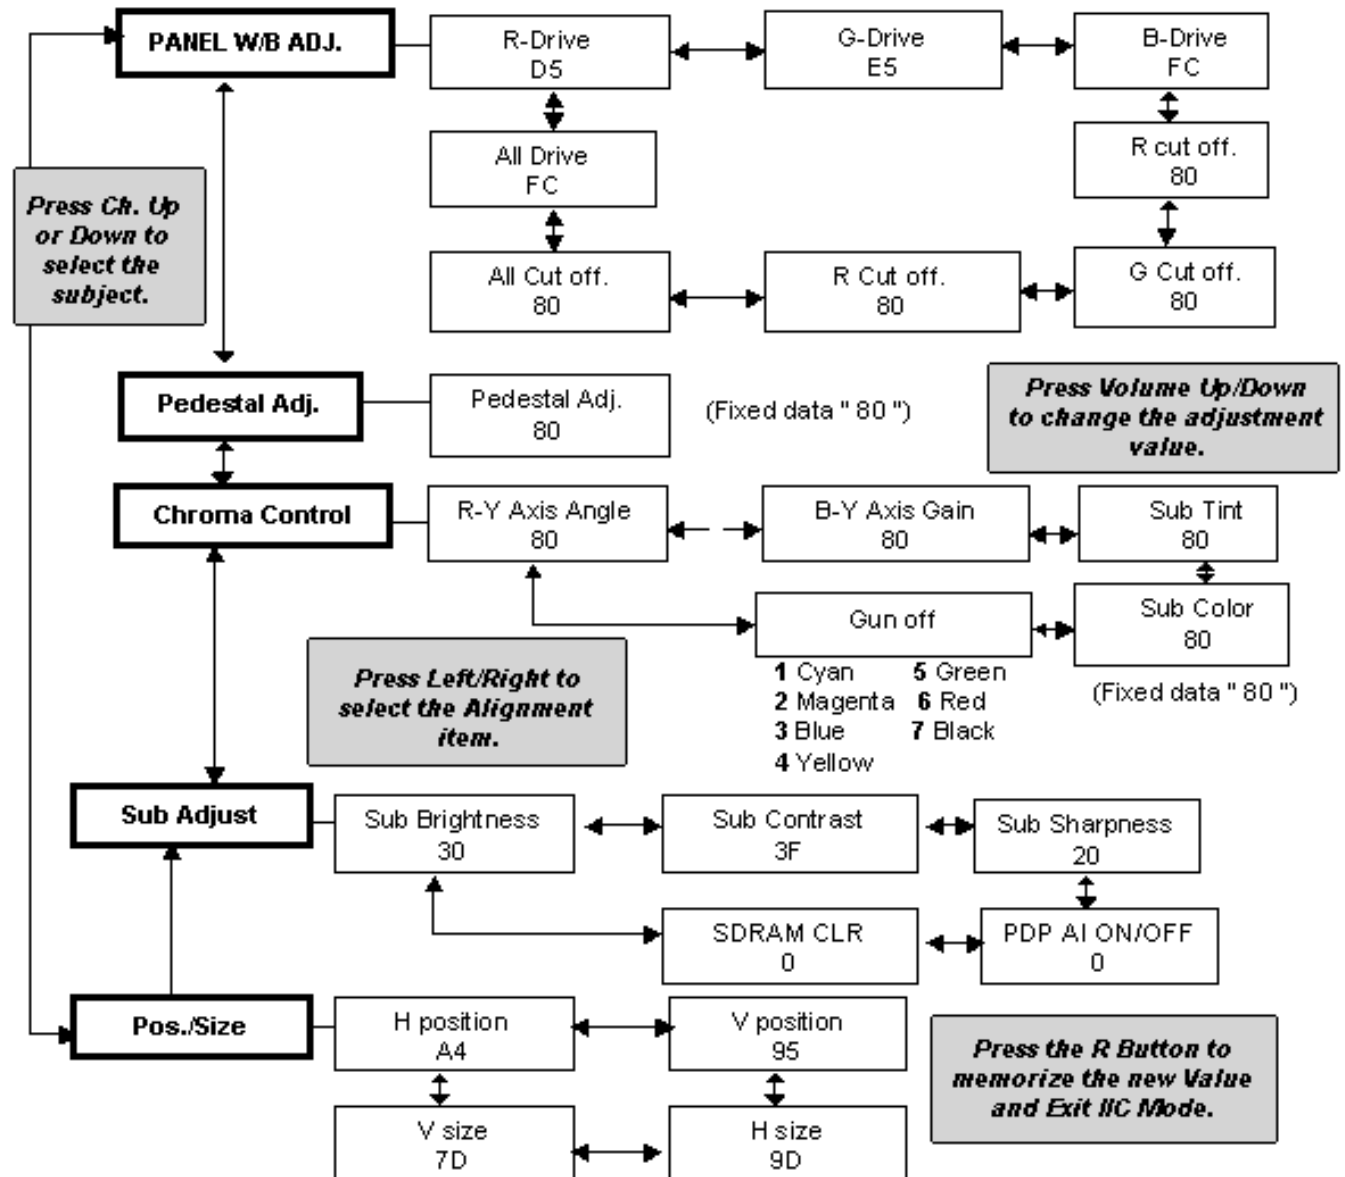 PANEL W/B ADJ.
R-Drive
D5
G-Drive
E5
B-Drive
FC
All Drive
FC
R cut off.
80
Press Ch. Up
or Down to
select the
subject.
All Cut off.
80
R Cut off.
80
G Cut off.
80
Pedestal Adj.
Pedestal Adj.
80
(Fixed data " 80 ")
Press Volume Up/Down
to change the adjustment
value.
Chroma Control
R-Y Axis Angle
80
B-Y Axis Gain
80
Sub Tint
80
Gun off
Sub Color
80
(Fixed data " 80 ")
1 Cyan
2 Magenta
3 Blue
4 Yellow
5 Green
6 Red
7 Black
Press Left/Right to
select the Alignment
item.
Sub Adjust
Sub Brightness
30
Sub Contrast
3F
Sub Sharpness
20
SDRAM CLR
0
PDP AI ON/OFF
0
Pos./Size
H position
A4
V position
95
V size
7D
H size
9D
Press the R Button to
memorize the new Value
and Exit IIC Mode.